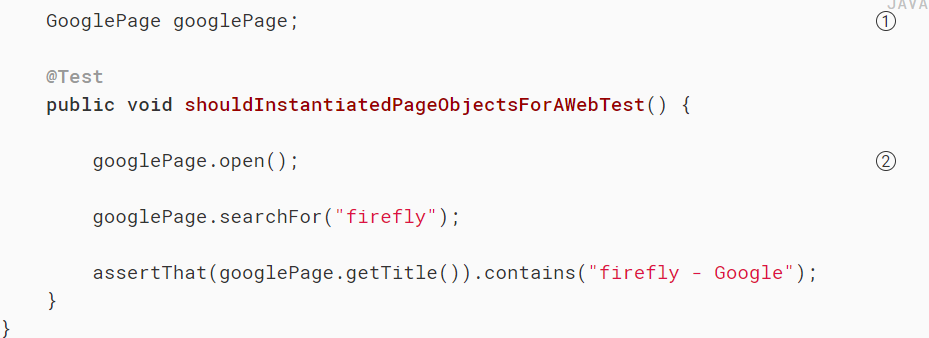 JAVA
GooglePage googlePage; ①
@Test
public void shouldInstantiatedPageObjectsForAWebTest() {
googlePage.open(); ②
googlePage.searchFor("firefly");
assertThat(googlePage.getTitle()).contains("firefly - Google");
}
}